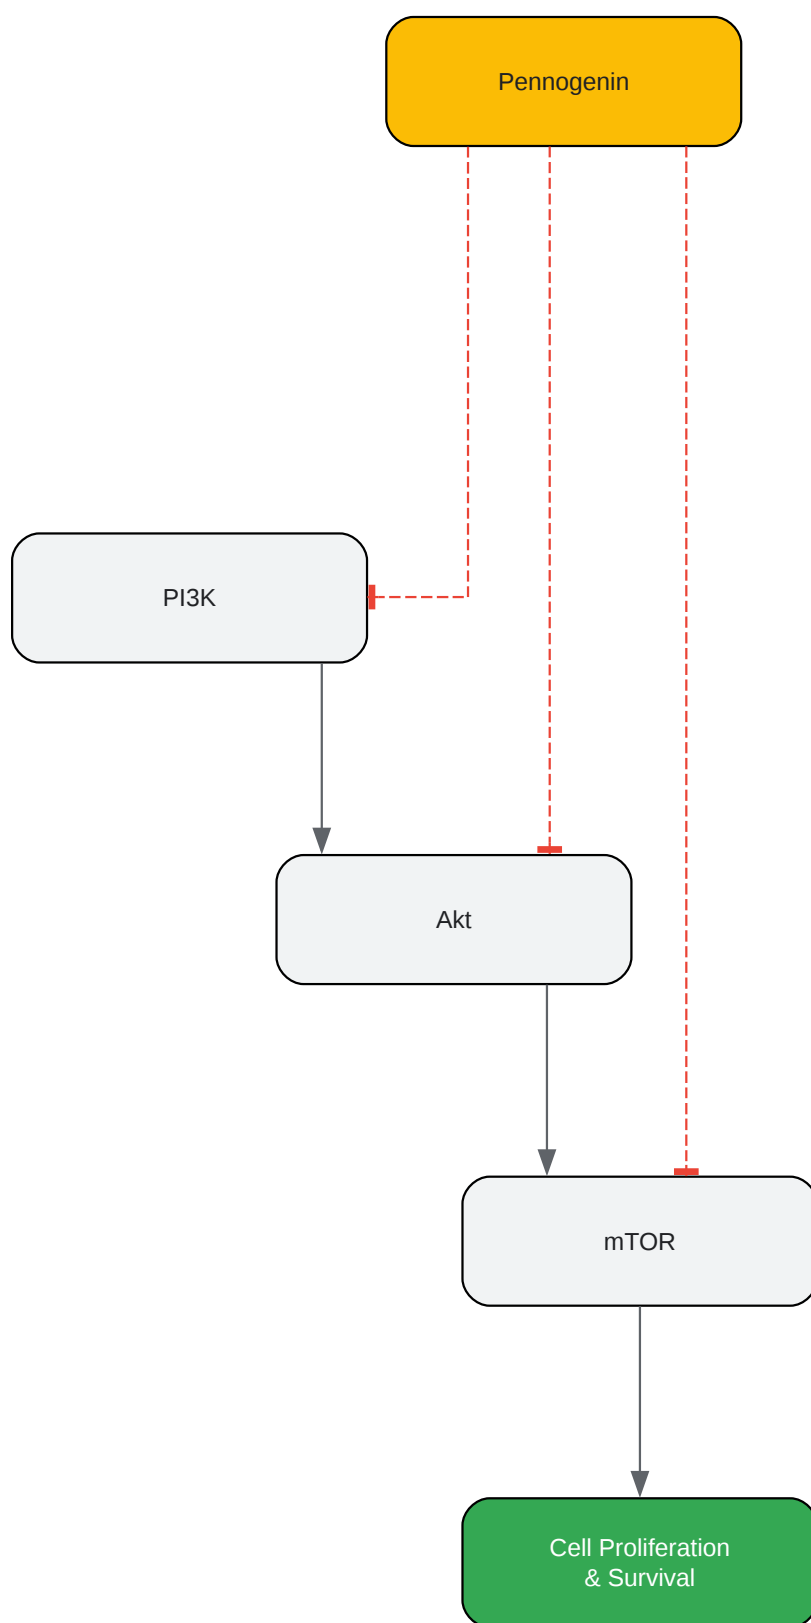 Pennogenin
PI3K
Akt
mTOR
Cell Proliferation
& Survival